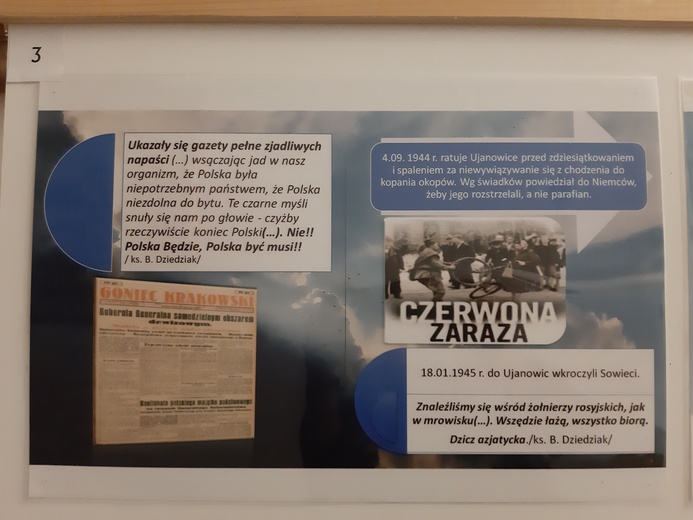 3
Ukazały się gazety pełne zjadliwych
napaści (...) wsączając jad w nasz
organizm, że Polska była
niepotrzebnym państwem, że Polska
niezdolna do bytu. Te czarne myśli
snuły się nam po głowie - czyżby
rzeczywiście koniec Polski(...). Nie!!
Polska Będzie, Polska być musi!!
/ ks. B. Dziedziak/
GONIEC KRAKOWSKI
4.09. 1944 r. ratuje Ujanowice przed zdziesiątkowaniem
i spaleniem za niewywiązywanie się z chodzenia do
kopania okopów. Wg świadków powiedział do Niemców,
żeby jego rozstrzelali, a nie parafian.
CZERWONA
ZARAZA
18.01.1945 r. do Ujanowic wkroczyli Sowieci.
Znaleźliśmy się wśród żołnierzy rosyjskich, jak
w mrowisku(...). Wszędzie łażą, wszystko biorą.
Dzicz azjatycka./ks. B. Dziedziak/